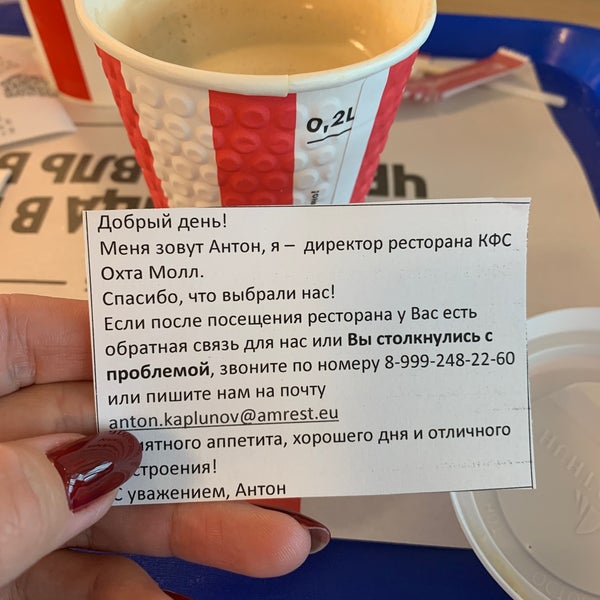 0,2L
Добрый день!
Меня зовут Антон, я – директор ресторана КФС
Охта Молл.
Спасибо, что выбрали нас!
Если после посещения ресторана у Вас есть
обратная связь для нас или Вы столкнулись с
проблемой, звоните по номеру 8-999-248-22-60
или пишите нам на почту
anton.kaplunov@amrest.eu
аппетита, хорошего дня и отличного
С уважением, Антон